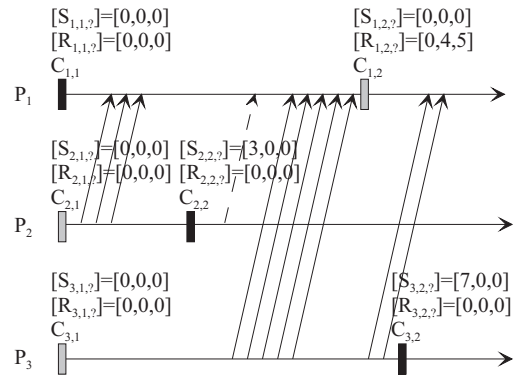 [S1,1,?]=[0,0,0] [S1,2,?]=[0,0,0]
[R1,1,?]=[0,0,0] [R1,2,?]=[0,4,5]
C1,1 C1,2
P1
[S2,1,?]=[0,0,0] [S2,2,?]=[3,0,0]
[R2,1,?]=[0,0,0] [R2,2,?]=[0,0,0]
C2,1 C2,2
P2
[S3,1,?]=[0,0,0] [S3,2,?]=[7,0,0]
[R3,1,?]=[0,0,0] [R3,2,?]=[0,0,0]
C3,1 C3,2
P3